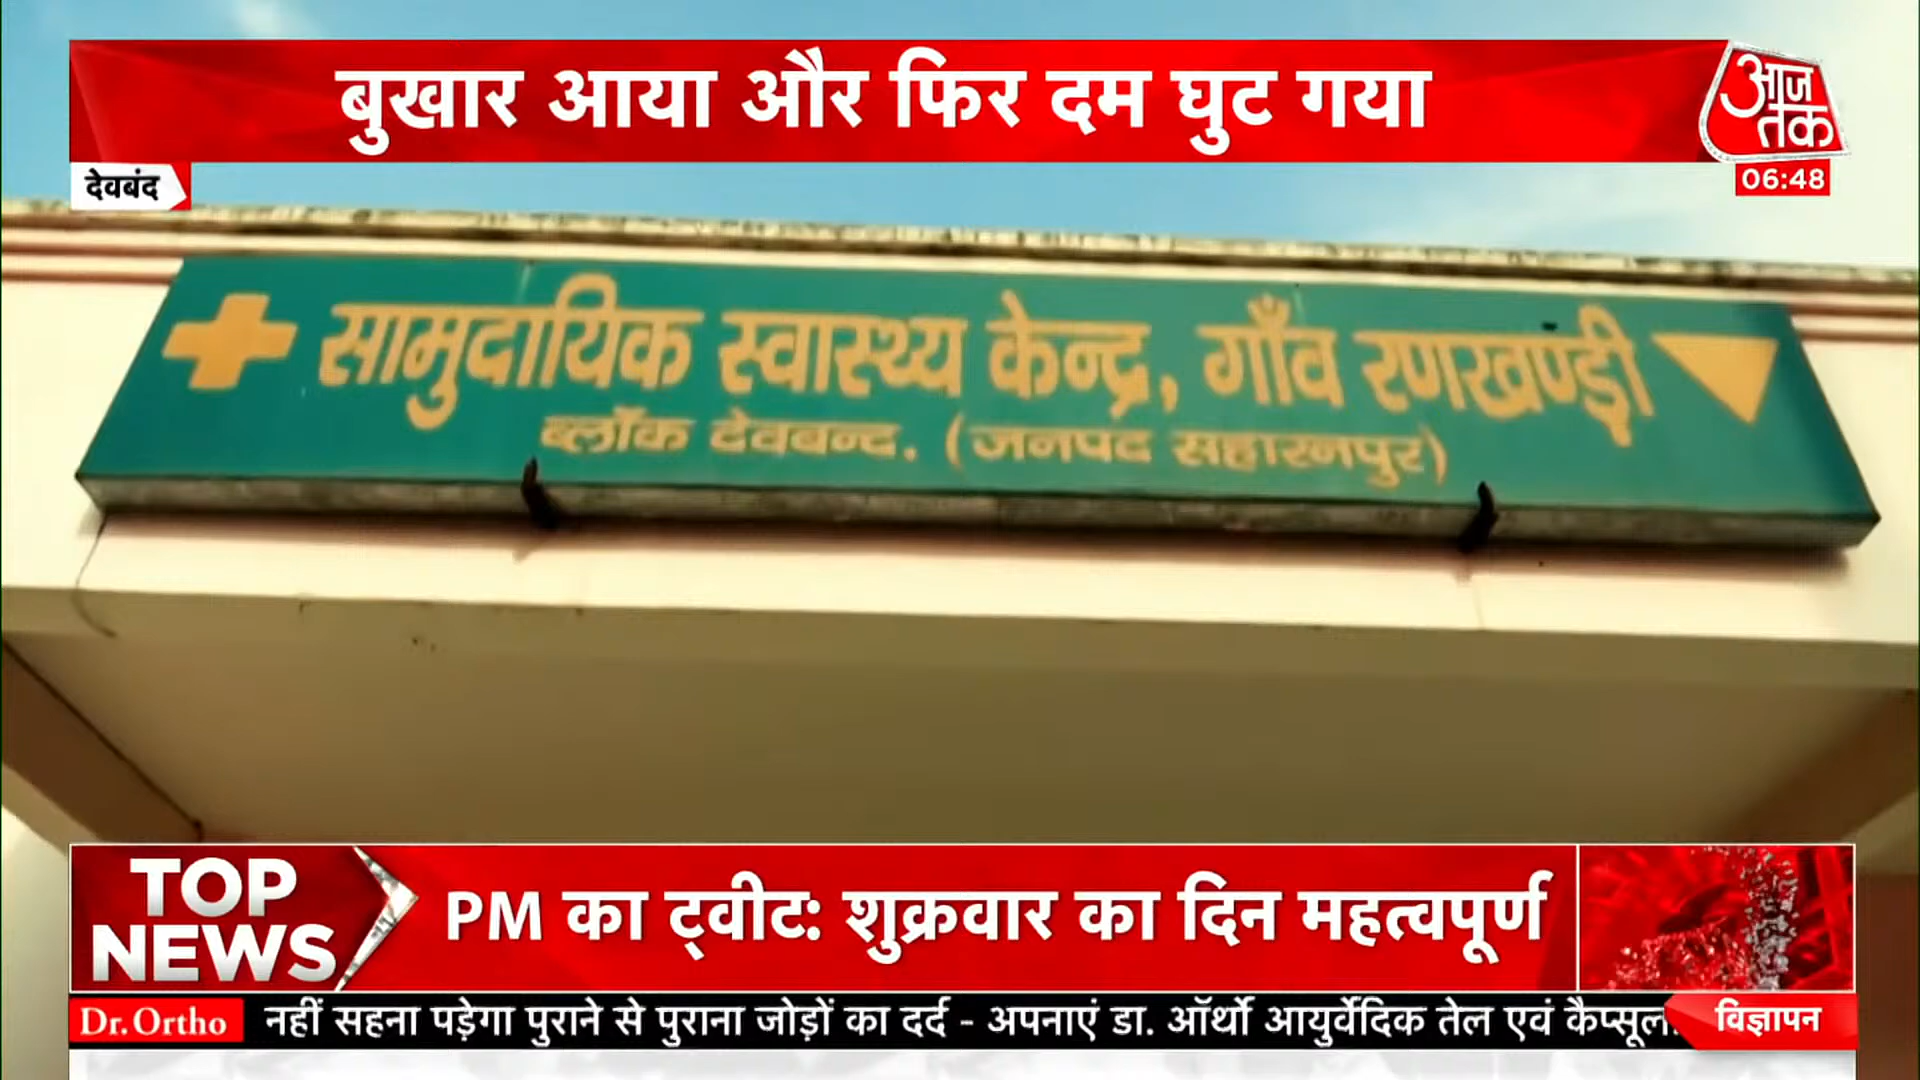 बुखार आया और फिर दम घुट गया
आज तक
06:48
देवबंद
सामुदायिक स्वास्थ्य केन्द्र, गाँव रणखण्डी
ब्लॉक देवबन्द. (जनपद सहारनपुर)
TOP NEWS
PM का ट्वीट: शुक्रवार का दिन महत्वपूर्ण
Dr. Ortho
नहीं सहना पड़ेगा पुराने से पुराना जोड़ों का दर्द - अपनाएं डा. ऑर्थो आयुर्वेदिक तेल एवं कैप्सूल
विज्ञापन